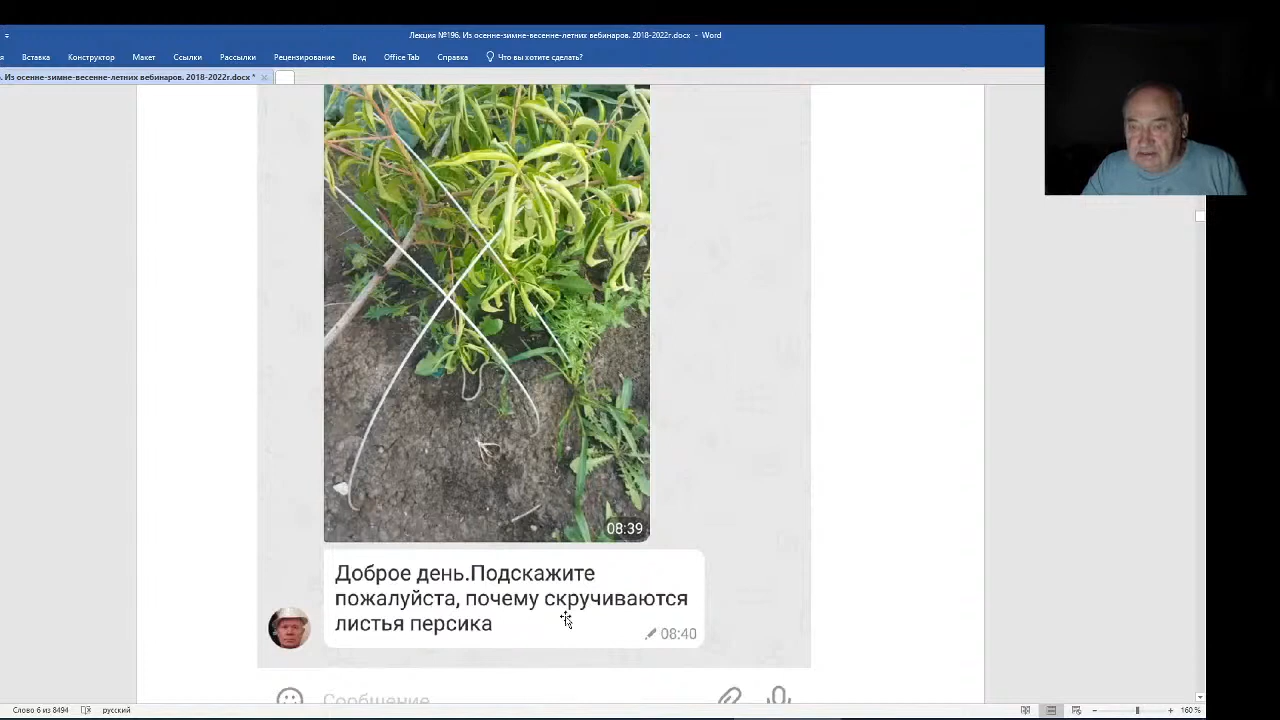 Лекция №196. Из осенне-зимне-весенне-летних вебинаров. 2018-2022г.docx - Word
Вставка Конструктор Макет Ссылки Рассылки Рецензирование Вид Office Tab Справка Что вы хотите сделать?
. Из осенне-зимне-весенне-летних вебинаров. 2018-2022г.docx *
08:39
Доброе день.Подскажите
пожалуйста, почему скручиваются
листья персика
08:40
Сообщение
Слово 6 из 8494 русский 160 %